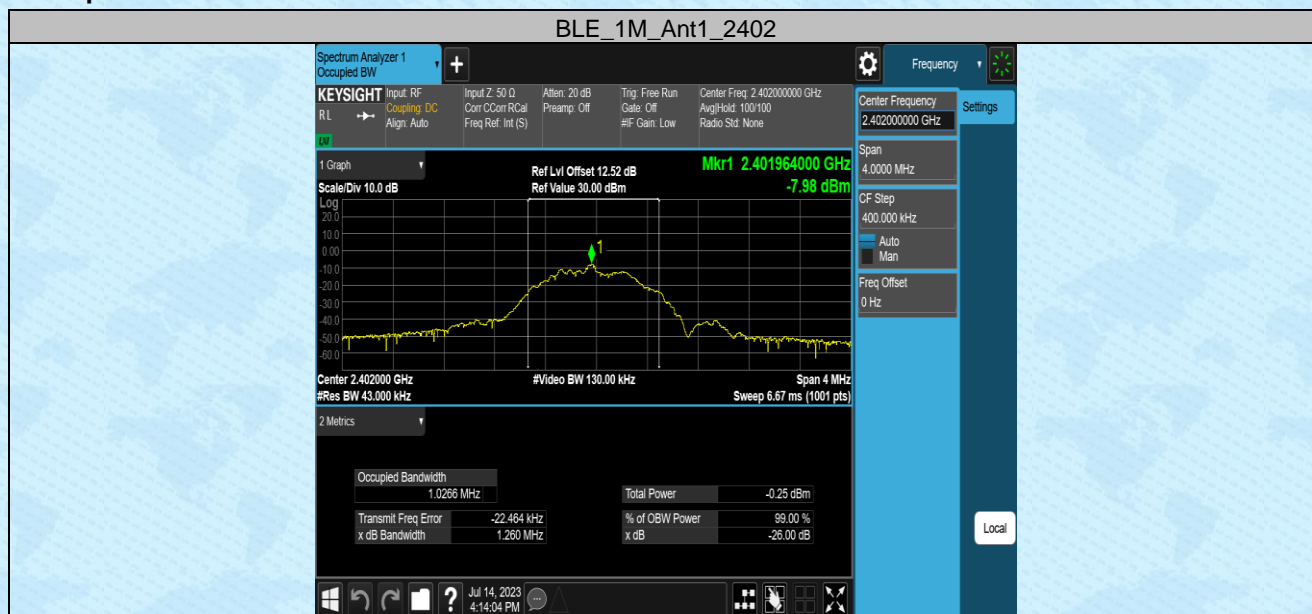 BLE_1M_Ant1_2402
Spectrum Analyzer 1
Occupied BW
+
Frequency
KEYSIGHT
RL
LXI
Input: RF
Coupling: DC
Align: Auto
Input Z: 50 Ω
Corr CCorr RCal
Freq Ref: Int (S)
Atten: 20 dB
Preamp: Off
Trig: Free Run
Gate: Off
#IF Gain: Low
Center Freq: 2.402000000 GHz
Avg|Hold: 100/100
Radio Std: None
Center Frequency
2.402000000 GHz
Settings
Span
4.0000 MHz
CF Step
400.000 kHz
Auto
Man
Freq Offset
0 Hz
Local
1 Graph
Scale/Div 10.0 dB
Ref Lvl Offset 12.52 dB
Ref Value 30.00 dBm
Mkr1 2.401964000 GHz
-7.98 dBm
Log
20.0
10.0
0.00
-10.0
-20.0
-30.0
-40.0
-50.0
-60.0
1
Center 2.402000 GHz
#Video BW 130.00 kHz
Span 4 MHz
#Res BW 43.000 kHz
Sweep 6.67 ms (1001 pts)
2 Metrics
Occupied Bandwidth
1.0266 MHz
Total Power -0.25 dBm
Transmit Freq Error -22.464 kHz
% of OBW Power 99.00 %
x dB Bandwidth 1.260 MHz
x dB -26.00 dB
?
Jul 14, 2023
4:14:04 PM